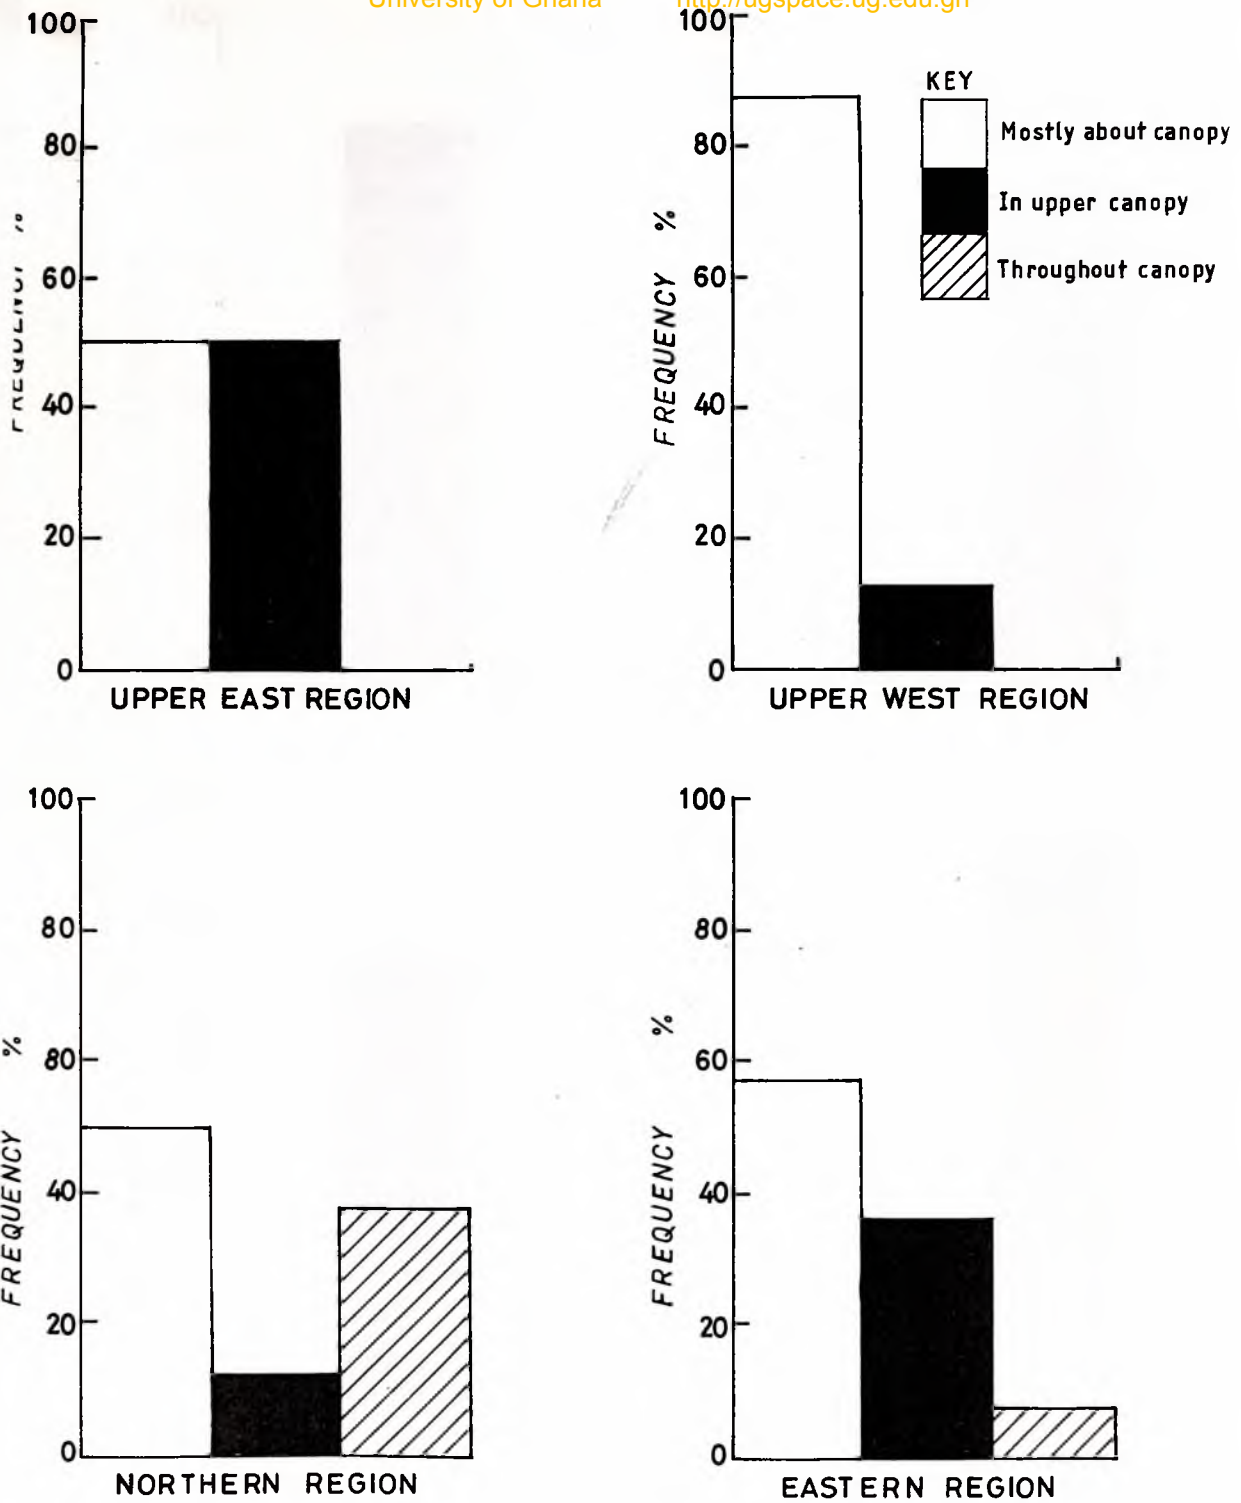 University of Ghana http://ugspace.ug.edu.gh
100
80
60
40
20
0
FREQUENCY %
UPPER EAST REGION
100
80
60
40
20
0
FREQUENCY %
UPPER WEST REGION
KEY
Mostly about canopy
In upper canopy
Throughout canopy
100
80
80
40
20
0
FREQUENCY %
NORTHERN REGION
100
80
60
40
20
0
FREQUENCY %
EASTERN REGION